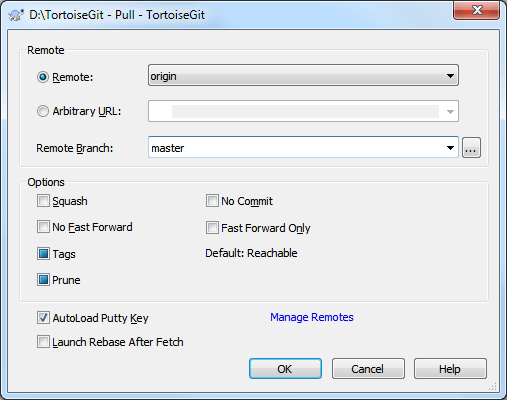 D:\TortoiseGit - Pull - TortoiseGit
Remote
Remote: origin
Arbitrary URL:
Remote Branch: master ...
Options
Squash No Commit
No Fast Forward Fast Forward Only
Tags Default: Reachable
Prune
AutoLoad Putty Key Manage Remotes
Launch Rebase After Fetch
OK Cancel Help